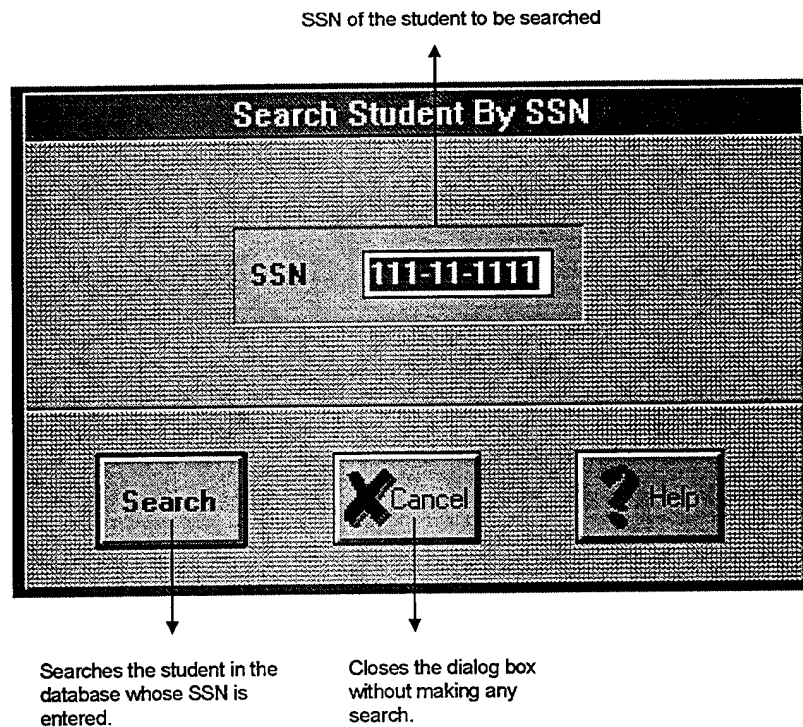 SSN of the student to be searched
Search Student By SSN
SSN 111-11-1111
Search Cancel Help
Searches the student in the
database whose SSN is
entered.
Closes the dialog box
without making any
search.